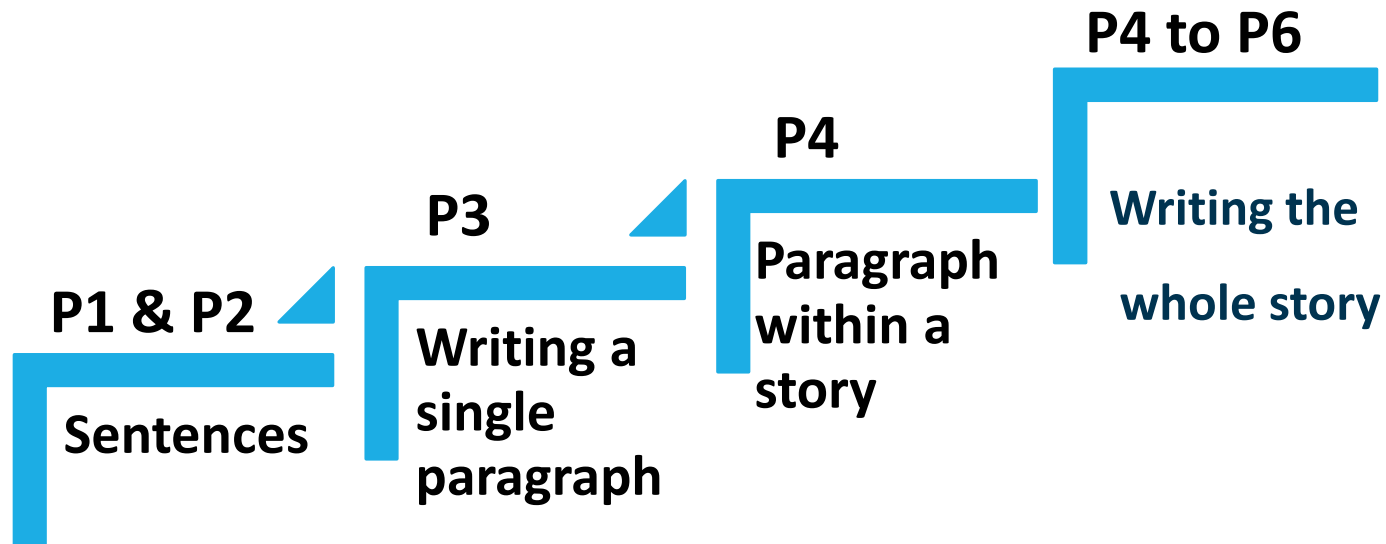 P1 & P2
Sentences
P3
Writing a
single
paragraph
P4
Paragraph
within a
story
P4 to P6
Writing the
whole story